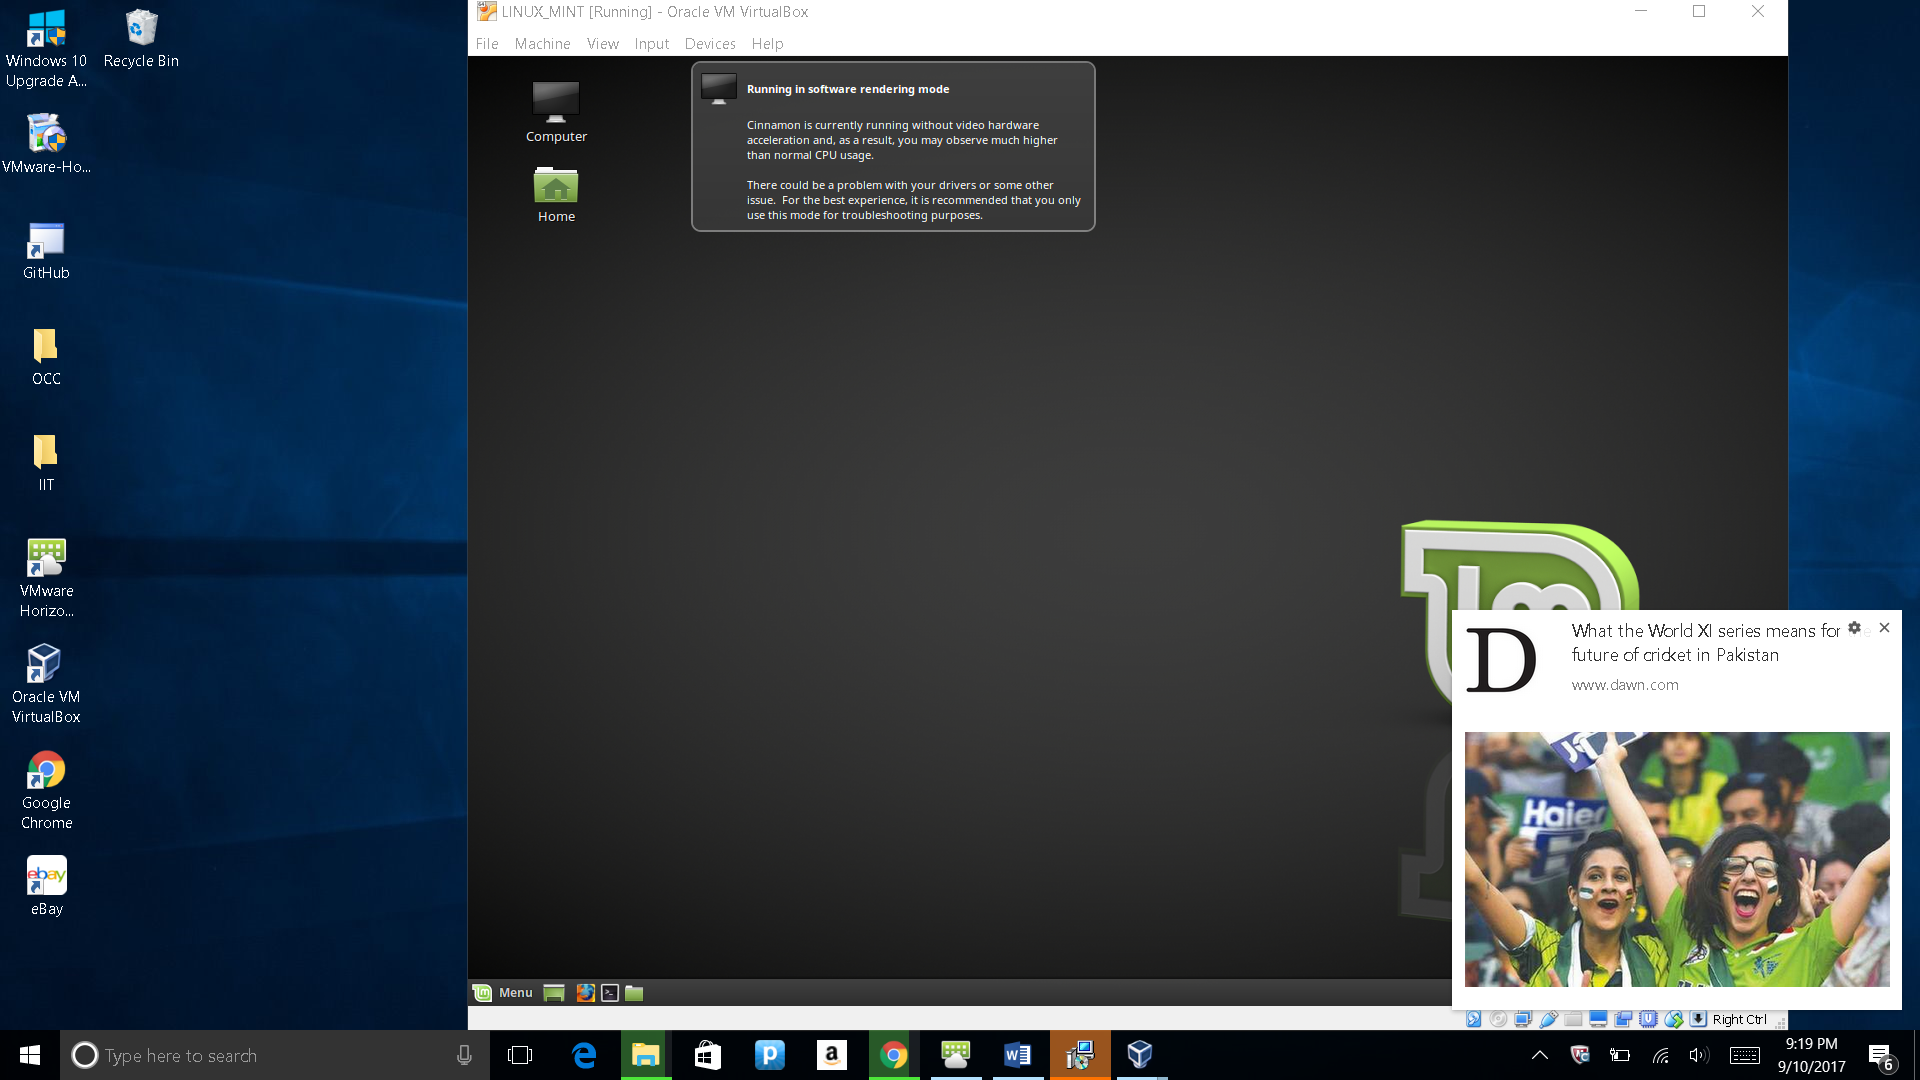 Windows 10
Upgrade A...
Recycle Bin
VMware-Ho...
GitHub
OCC
IIT
VMware
Horizo...
Oracle VM
VirtualBox
Google
Chrome
ebay
eBay
LINUX_MINT [Running] - Oracle VM VirtualBox
File Machine View Input Devices Help
Computer
Home
Running in software rendering mode
Cinnamon is currently running without video hardware
acceleration and, as a result, you may observe much higher
than normal CPU usage.
There could be a problem with your drivers or some other
issue. For the best experience, it is recommended that you only
use this mode for troubleshooting purposes.
D
What the World XI series means for the
future of cricket in Pakistan
www.dawn.com
Haier
Menu
Right Ctrl
Type here to search
9:19 PM
9/10/2017
6